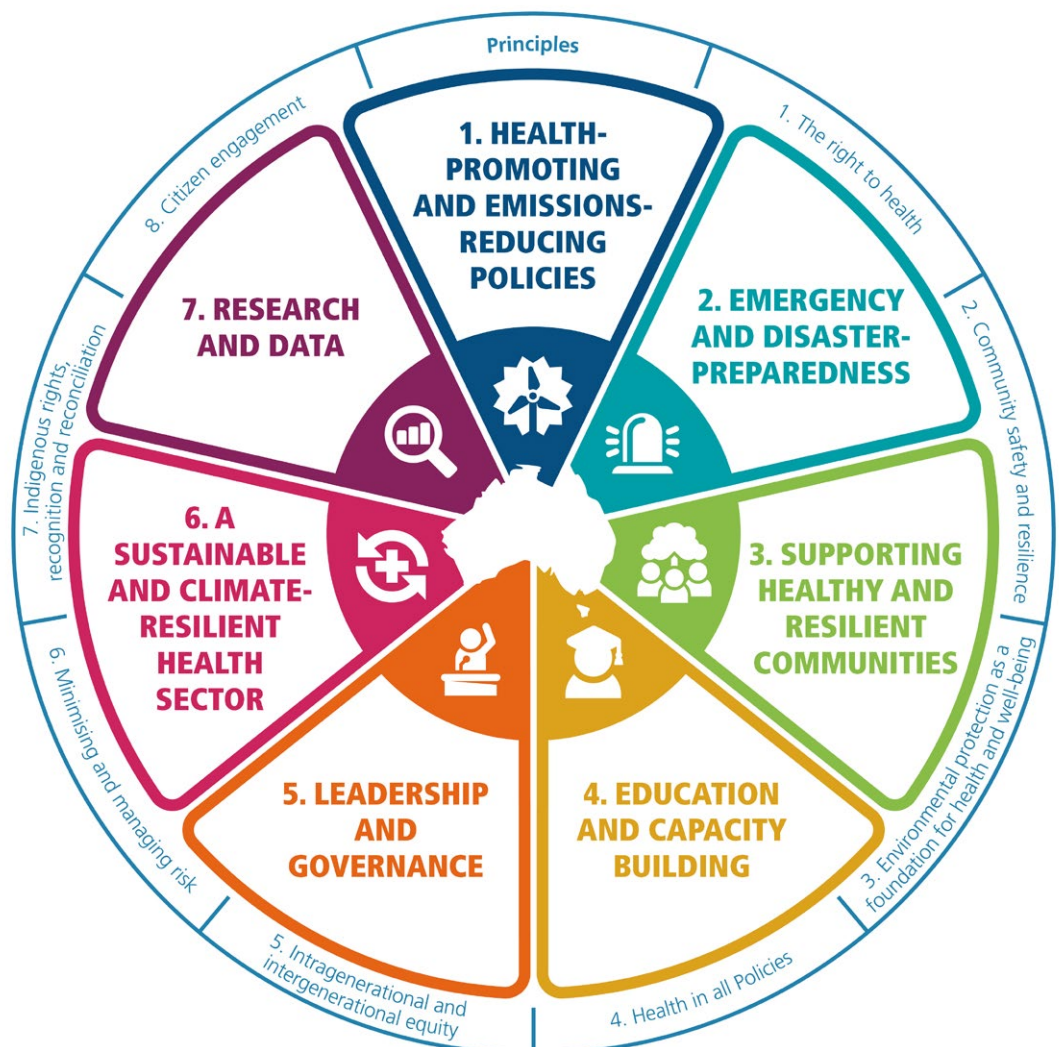 Principles
1. The right to health
2. Community safety and resilience
3. Environmental protection as a
foundation for health and well-being
4. Health in all Policies
5. Intragenerational and
intergenerational equity
6. Minimising and managing risk
7. Indigenous rights,
recognition and reconciliation
8. Citizen engagement
1. HEALTH-
PROMOTING
AND EMISSIONS-
REDUCING
POLICIES
2. EMERGENCY
AND DISASTER-
PREPAREDNESS
3. SUPPORTING
HEALTHY AND
RESILIENT
COMMUNITIES
4. EDUCATION
AND CAPACITY
BUILDING
5. LEADERSHIP
AND
GOVERNANCE
6. A
SUSTAINABLE
AND CLIMATE-
RESILIENT
HEALTH
SECTOR
7. RESEARCH
AND DATA